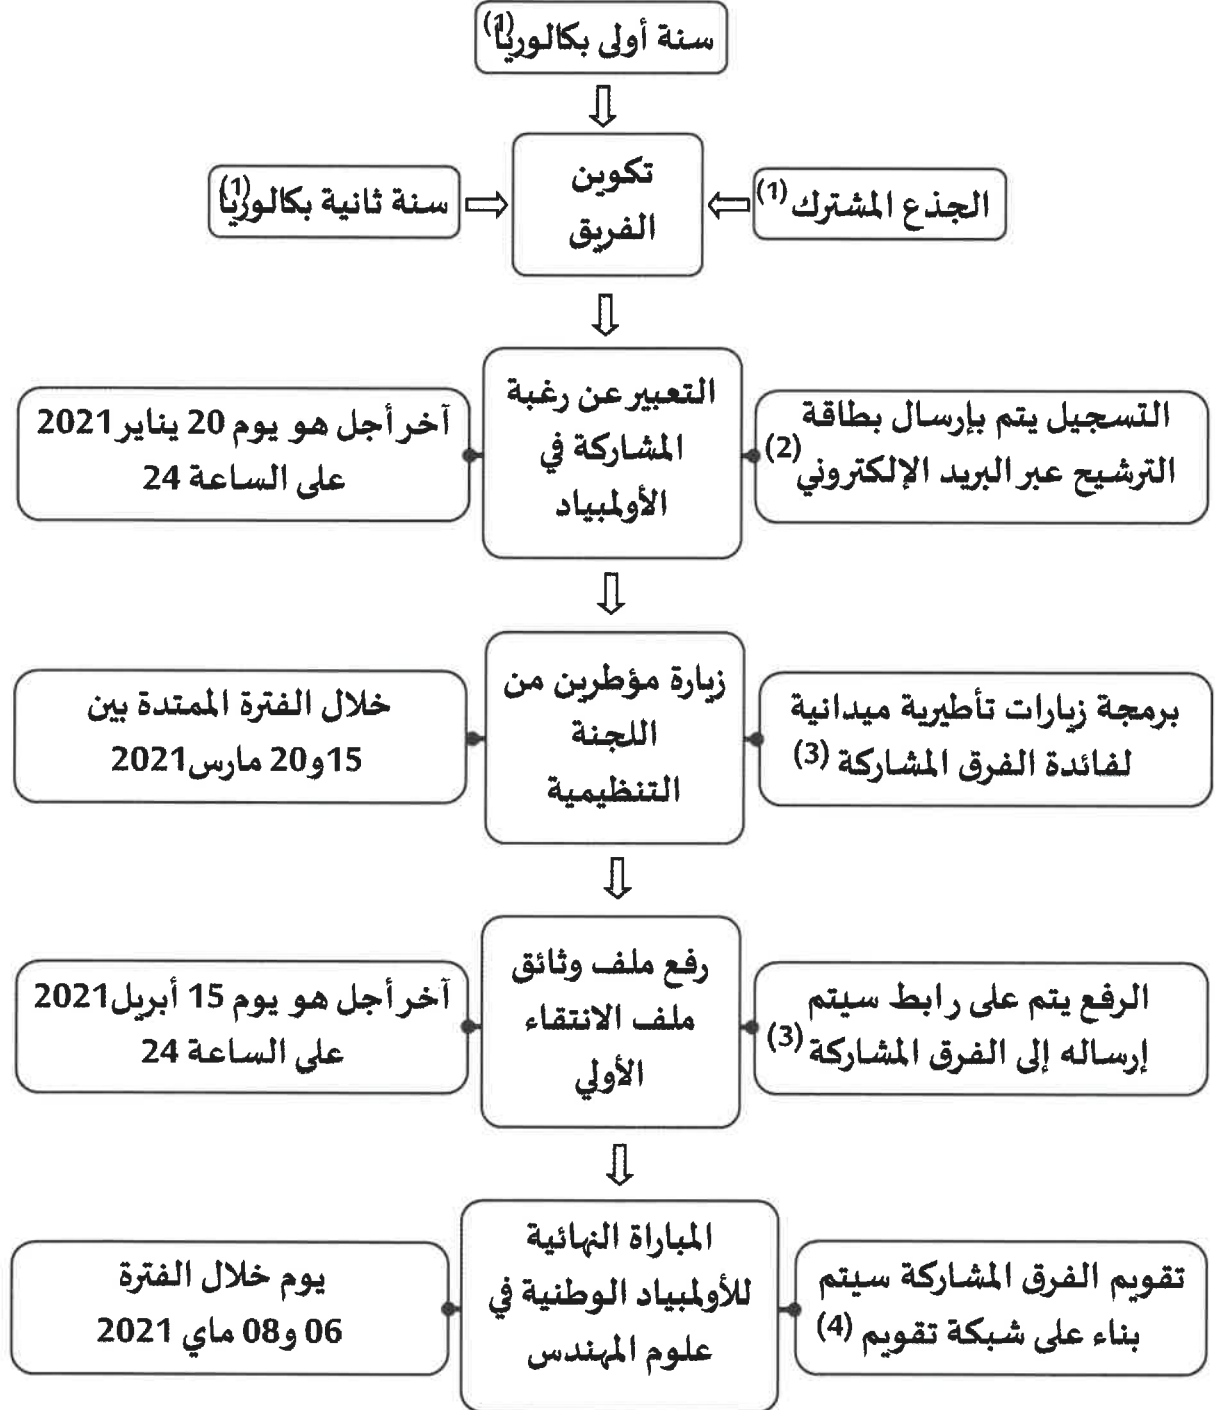 سنة أولى بكالوريا(1)
الجذع المشترك (1)
تكوين
الفريق
سنة ثانية بكالوريا(1)
التسجيل يتم بإرسال بطاقة
الترشيح عبر البريد الإلكتروني(2)
التعبير عن رغبة
المشاركة في
الأولمبياد
آخر أجل هو يوم 20 يناير 2021
على الساعة 24
برمجة زيارات تأطيرية ميدانية
لفائدة الفرق المشاركة (3)
زيارة مؤطرين من
اللجنة
التنظيمية
خلال الفترة الممتدة بين
15و20 مارس2021
الرفع يتم على رابط سيتم
إرساله إلى الفرق المشاركة (3)
رفع ملف وثائق
ملف الانتقاء
الأولي
آخر أجل هو يوم 15 أبريل2021
على الساعة 24
تقويم الفرق المشاركة سيتم
بناء على شبكة تقويم (4)
المباراة النهائية
للأولمبياد الوطنية في
علوم المهندس
يوم خلال الفترة
06 و08 ماي 2021